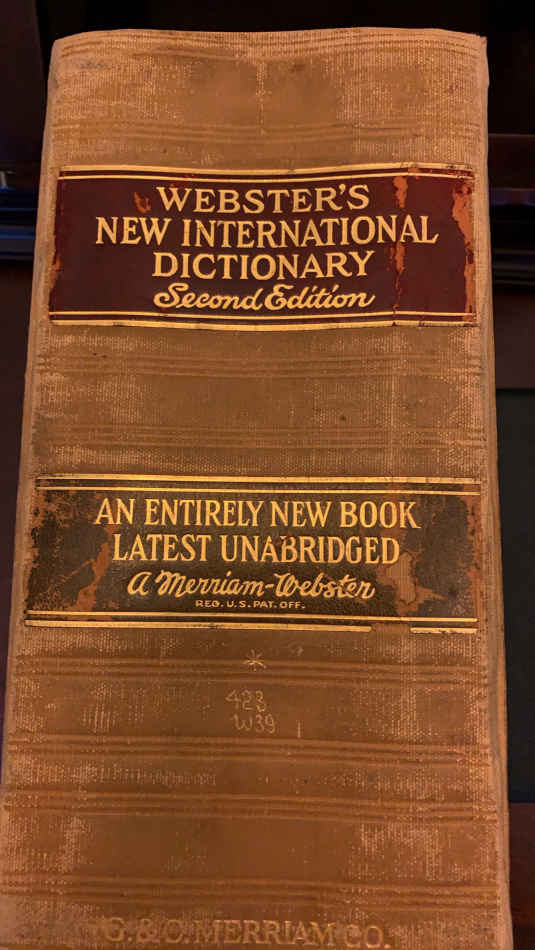 WEBSTER'S
NEW INTERNATIONAL
DICTIONARY
Second Edition
AN ENTIRELY NEW BOOK
LATEST UNABRIDGED
A Merriam-Webster
REG. U.S. PAT. OFF.
423
W39
G. & C. MERRIAM CO.